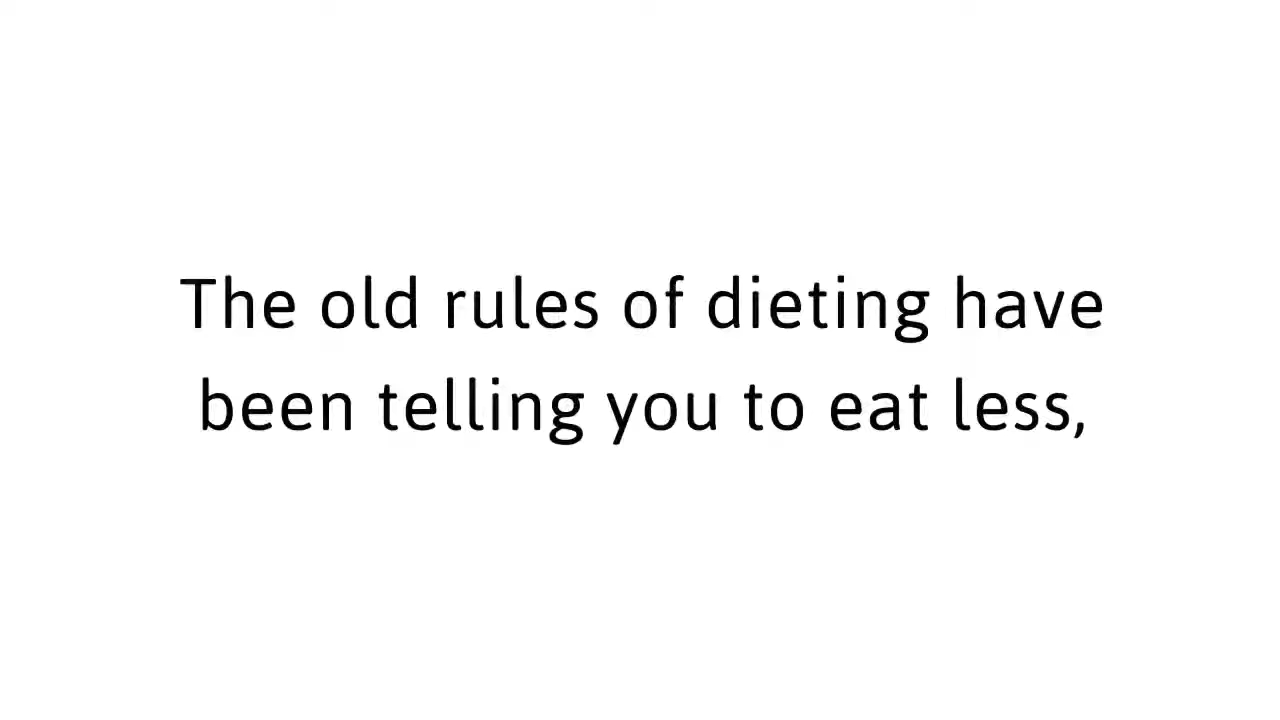 The old rules of dieting have
been telling you to eat less,